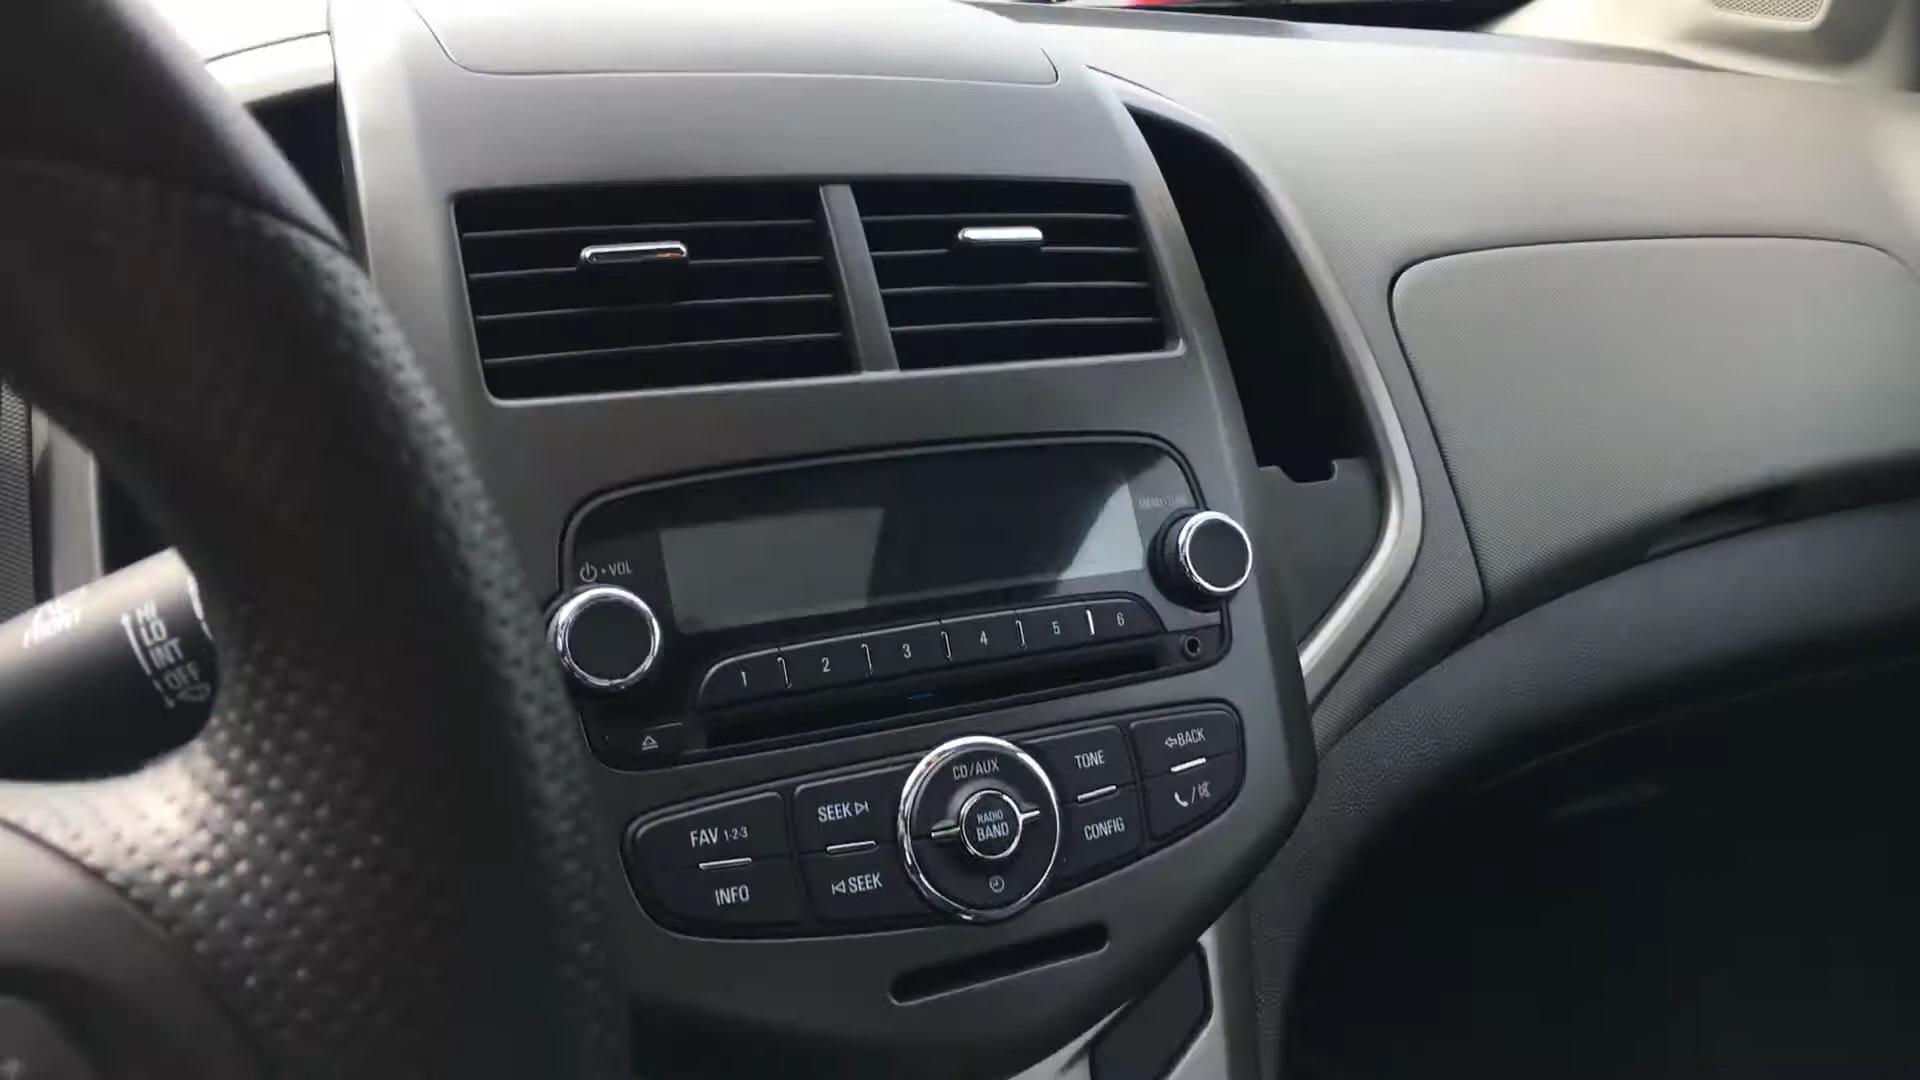 VOL
1
2
3
4
5
6
CD/AUX
TONE
BACK
SEEK
FAV 1-2-3
RADIO
BAND
CONFIG
INFO
SEEK
HI
LO
INT
OFF
FRONT